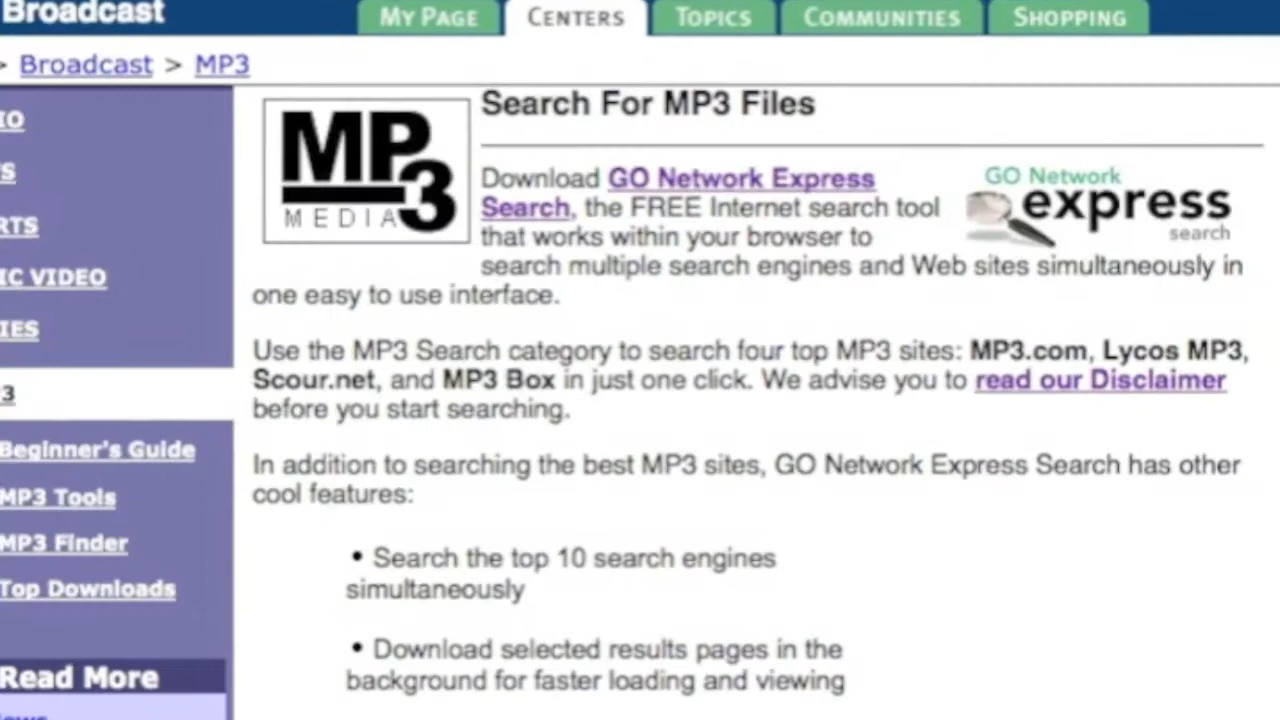 Broadcast
MY PAGE
CENTERS
TOPICS
COMMUNITIES
SHOPPING
> Broadcast > MP3
IO
S
RTS
IC VIDEO
IES
3
Beginner's Guide
MP3 Tools
MP3 Finder
Top Downloads
Read More
MP3
MEDIA
Search For MP3 Files
Download GO Network Express
Search, the FREE Internet search tool
that works within your browser to
search multiple search engines and Web sites simultaneously in
one easy to use interface.
GO Network
express
search
Use the MP3 Search category to search four top MP3 sites: MP3.com, Lycos MP3,
Scour.net, and MP3 Box in just one click. We advise you to read our Disclaimer
before you start searching.
In addition to searching the best MP3 sites, GO Network Express Search has other
cool features:
• Search the top 10 search engines
simultaneously
• Download selected results pages in the
background for faster loading and viewing